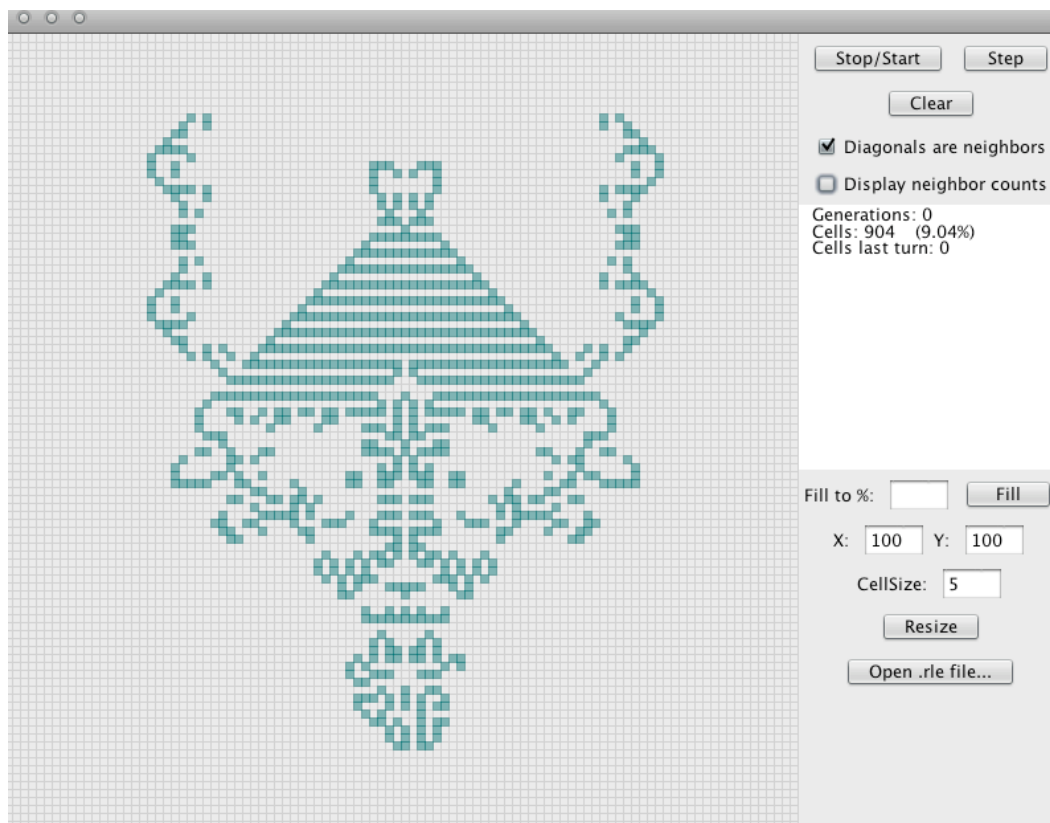 Stop/Start Step
Clear
Diagonals are neighbors
Display neighbor counts
Generations: 0
Cells: 904 (9.04%)
Cells last turn: 0
Fill to %: Fill
X: 100 Y: 100
CellSize: 5
Resize
Open .rle file...